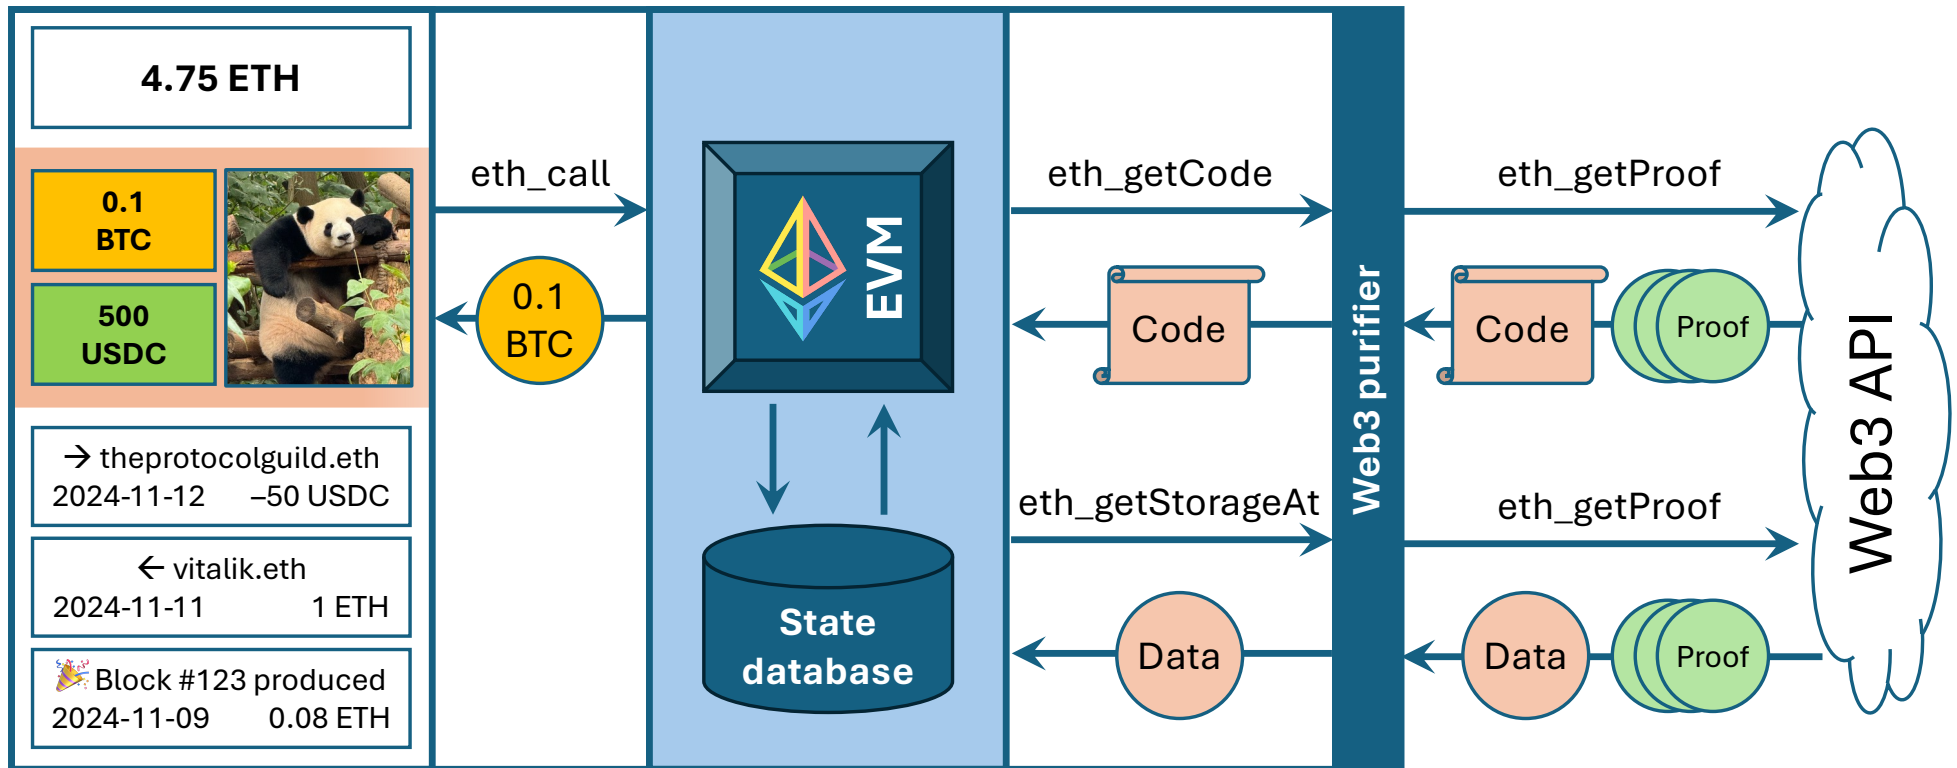 4.75 ETH
0.1
BTC
500
USDC
→ theprotocolguild.eth
2024-11-12 –50 USDC
← vitalik.eth
2024-11-11 1 ETH
🎉 Block #123 produced
2024-11-09 0.08 ETH
eth_call
0.1
BTC
EVM
State
database
eth_getCode
Code
eth_getStorageAt
Data
Web3 purifier
eth_getProof
Code
Proof
eth_getProof
Data
Proof
Web3 API